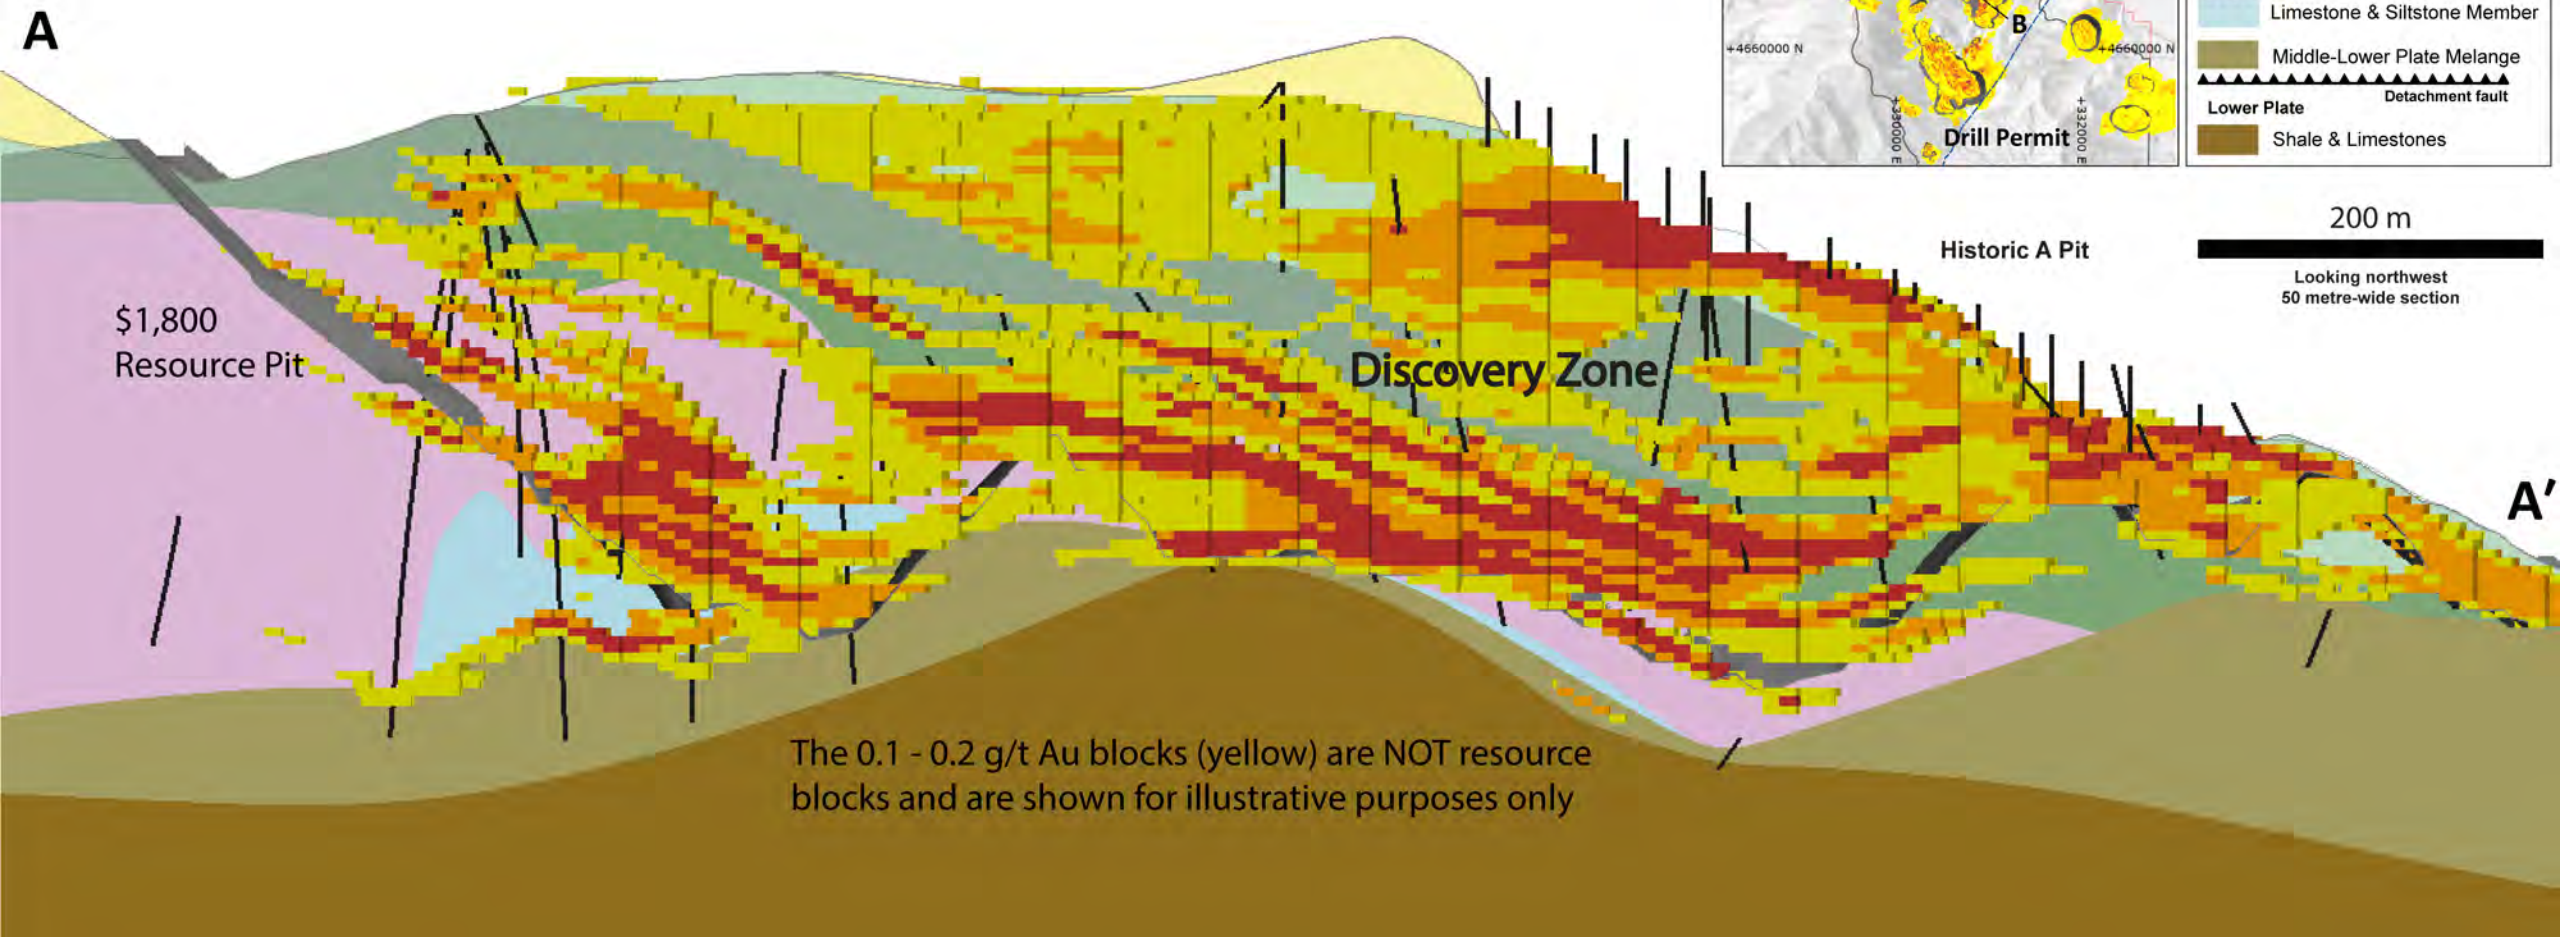 A
B
+4660000 N
+4660000 N
+330000 E
+332000 E
Drill Permit
Limestone & Siltstone Member
Middle-Lower Plate Melange
Detachment fault
Lower Plate
Shale & Limestones
200 m
Looking northwest
50 metre-wide section
Historic A Pit
$1,800
Resource Pit
Discovery Zone
A′
The 0.1 - 0.2 g/t Au blocks (yellow) are NOT resource
blocks and are shown for illustrative purposes only